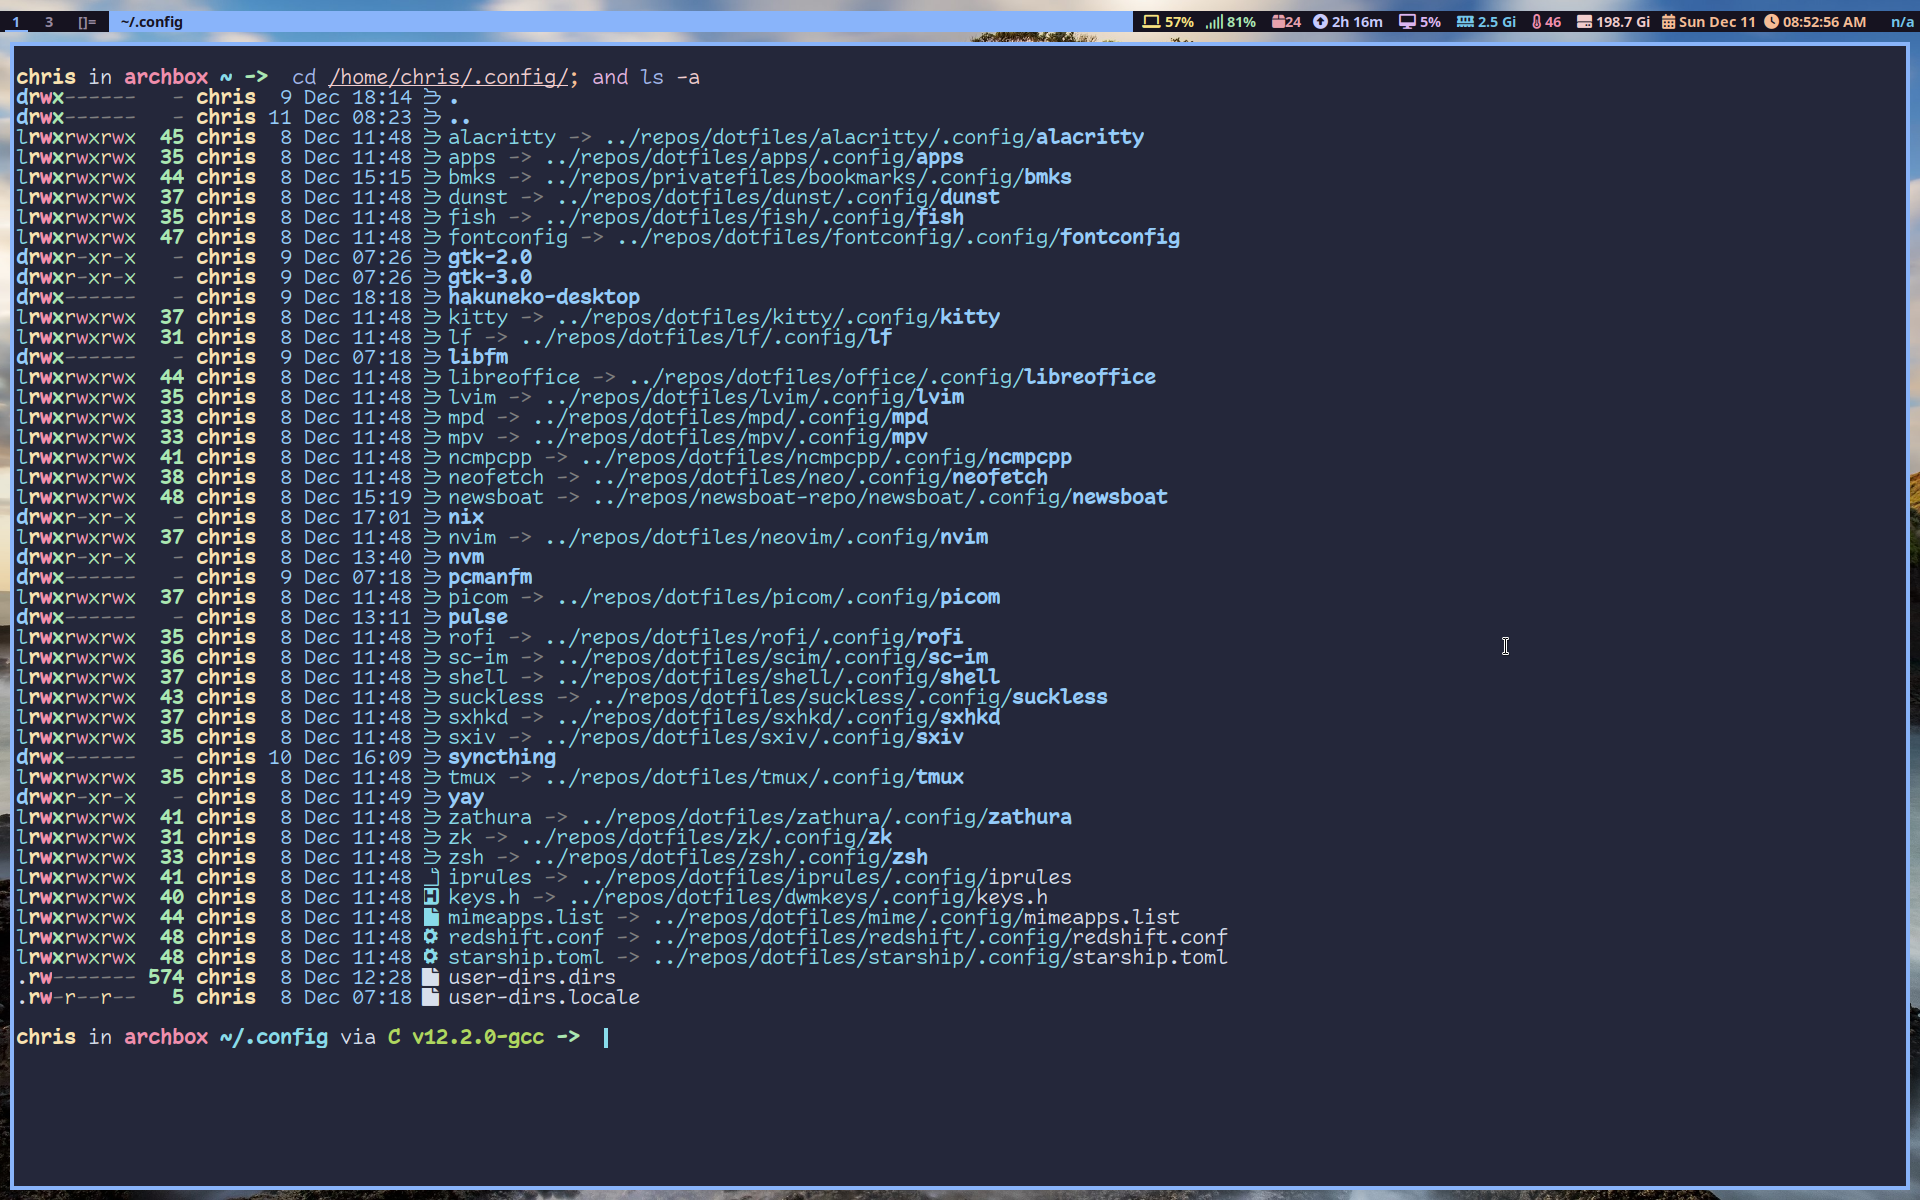 1 3 []= ~/.config 57% 81% 24 2h 16m 5% 2.5 Gi 46 198.7 Gi Sun Dec 11 08:52:56 AM n/a
chris in archbox ~ -> cd /home/chris/.config/; and ls -a
drwx------ - chris 9 Dec 18:14 .
drwx------ - chris 11 Dec 08:23 ..
lrwxrwxrwx 45 chris 8 Dec 11:48 alacritty -> ../repos/dotfiles/alacritty/.config/alacritty
lrwxrwxrwx 35 chris 8 Dec 11:48 apps -> ../repos/dotfiles/apps/.config/apps
lrwxrwxrwx 44 chris 8 Dec 15:15 bmks -> ../repos/privatefiles/bookmarks/.config/bmks
lrwxrwxrwx 37 chris 8 Dec 11:48 dunst -> ../repos/dotfiles/dunst/.config/dunst
lrwxrwxrwx 35 chris 8 Dec 11:48 fish -> ../repos/dotfiles/fish/.config/fish
lrwxrwxrwx 47 chris 8 Dec 11:48 fontconfig -> ../repos/dotfiles/fontconfig/.config/fontconfig
drwxr-xr-x - chris 9 Dec 07:26 gtk-2.0
drwxr-xr-x - chris 9 Dec 07:26 gtk-3.0
drwx------ - chris 9 Dec 18:18 hakuneko-desktop
lrwxrwxrwx 37 chris 8 Dec 11:48 kitty -> ../repos/dotfiles/kitty/.config/kitty
lrwxrwxrwx 31 chris 8 Dec 11:48 lf -> ../repos/dotfiles/lf/.config/lf
drwx------ - chris 9 Dec 07:18 libfm
lrwxrwxrwx 44 chris 8 Dec 11:48 libreoffice -> ../repos/dotfiles/office/.config/libreoffice
lrwxrwxrwx 35 chris 8 Dec 11:48 lvim -> ../repos/dotfiles/lvim/.config/lvim
lrwxrwxrwx 33 chris 8 Dec 11:48 mpd -> ../repos/dotfiles/mpd/.config/mpd
lrwxrwxrwx 33 chris 8 Dec 11:48 mpv -> ../repos/dotfiles/mpv/.config/mpv
lrwxrwxrwx 41 chris 8 Dec 11:48 ncmpcpp -> ../repos/dotfiles/ncmpcpp/.config/ncmpcpp
lrwxrwxrwx 38 chris 8 Dec 11:48 neofetch -> ../repos/dotfiles/neo/.config/neofetch
lrwxrwxrwx 48 chris 8 Dec 15:19 newsboat -> ../repos/newsboat-repo/newsboat/.config/newsboat
drwxr-xr-x - chris 8 Dec 17:01 nix
lrwxrwxrwx 37 chris 8 Dec 11:48 nvim -> ../repos/dotfiles/neovim/.config/nvim
drwxr-xr-x - chris 8 Dec 13:40 nvm
drwx------ - chris 9 Dec 07:18 pcmanfm
lrwxrwxrwx 37 chris 8 Dec 11:48 picom -> ../repos/dotfiles/picom/.config/picom
drwx------ - chris 8 Dec 13:11 pulse
lrwxrwxrwx 35 chris 8 Dec 11:48 rofi -> ../repos/dotfiles/rofi/.config/rofi
lrwxrwxrwx 36 chris 8 Dec 11:48 sc-im -> ../repos/dotfiles/scim/.config/sc-im
lrwxrwxrwx 37 chris 8 Dec 11:48 shell -> ../repos/dotfiles/shell/.config/shell
lrwxrwxrwx 43 chris 8 Dec 11:48 suckless -> ../repos/dotfiles/suckless/.config/suckless
lrwxrwxrwx 37 chris 8 Dec 11:48 sxhkd -> ../repos/dotfiles/sxhkd/.config/sxhkd
lrwxrwxrwx 35 chris 8 Dec 11:48 sxiv -> ../repos/dotfiles/sxiv/.config/sxiv
drwx------ - chris 10 Dec 16:09 syncthing
lrwxrwxrwx 35 chris 8 Dec 11:48 tmux -> ../repos/dotfiles/tmux/.config/tmux
drwxr-xr-x - chris 8 Dec 11:49 yay
lrwxrwxrwx 41 chris 8 Dec 11:48 zathura -> ../repos/dotfiles/zathura/.config/zathura
lrwxrwxrwx 31 chris 8 Dec 11:48 zk -> ../repos/dotfiles/zk/.config/zk
lrwxrwxrwx 33 chris 8 Dec 11:48 zsh -> ../repos/dotfiles/zsh/.config/zsh
lrwxrwxrwx 41 chris 8 Dec 11:48 iprules -> ../repos/dotfiles/iprules/.config/iprules
lrwxrwxrwx 40 chris 8 Dec 11:48 keys.h -> ../repos/dotfiles/dwmkeys/.config/keys.h
lrwxrwxrwx 44 chris 8 Dec 11:48 mimeapps.list -> ../repos/dotfiles/mime/.config/mimeapps.list
lrwxrwxrwx 48 chris 8 Dec 11:48 redshift.conf -> ../repos/dotfiles/redshift/.config/redshift.conf
lrwxrwxrwx 48 chris 8 Dec 11:48 starship.toml -> ../repos/dotfiles/starship/.config/starship.toml
.rw------- 574 chris 8 Dec 12:28 user-dirs.dirs
.rw-r--r-- 5 chris 8 Dec 07:18 user-dirs.locale
chris in archbox ~/.config via C v12.2.0-gcc ->